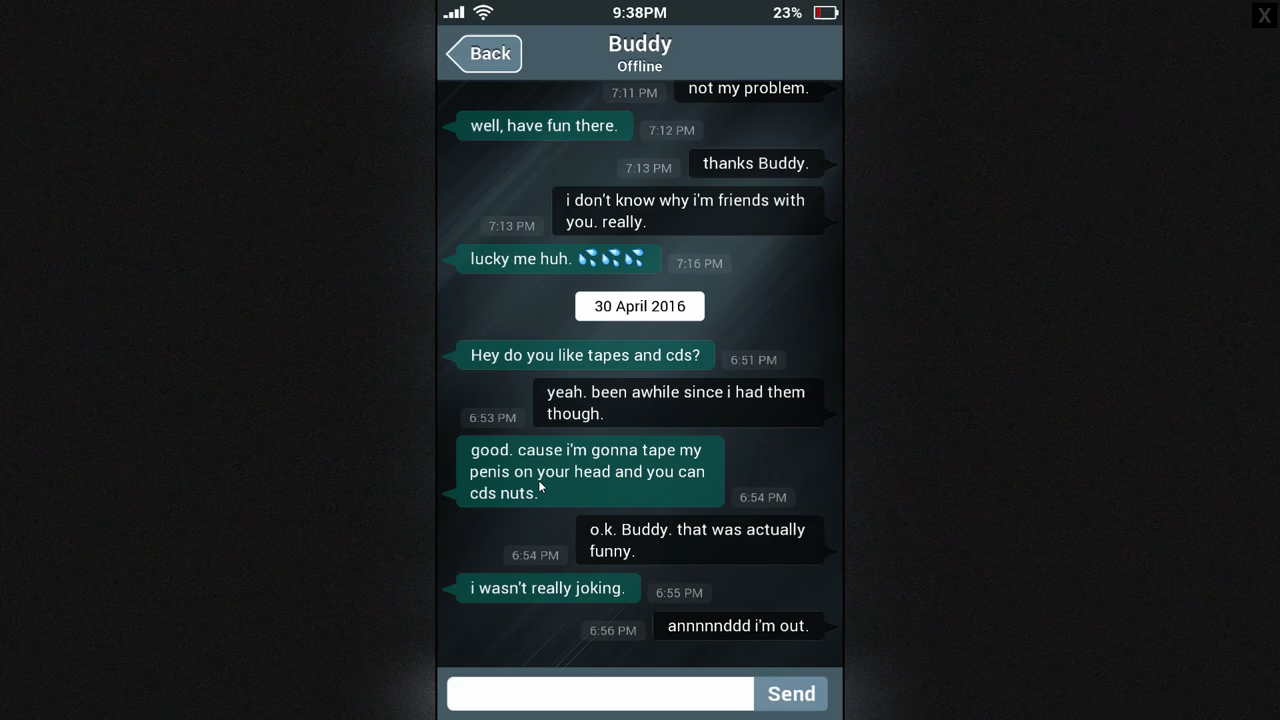 9:38PM
23%
X
Back
Buddy
Offline
not my problem.
7:11 PM
well, have fun there.
7:12 PM
thanks Buddy.
7:13 PM
i don't know why i'm friends with
you. really.
7:13 PM
lucky me huh. 💦💦💦
7:16 PM
30 April 2016
Hey do you like tapes and cds?
6:51 PM
yeah. been awhile since i had them
though.
6:53 PM
good. cause i'm gonna tape my
penis on your head and you can
cds nuts.
6:54 PM
o.k. Buddy. that was actually
funny.
6:54 PM
i wasn't really joking.
6:55 PM
annnnnddd i'm out.
6:56 PM
Send